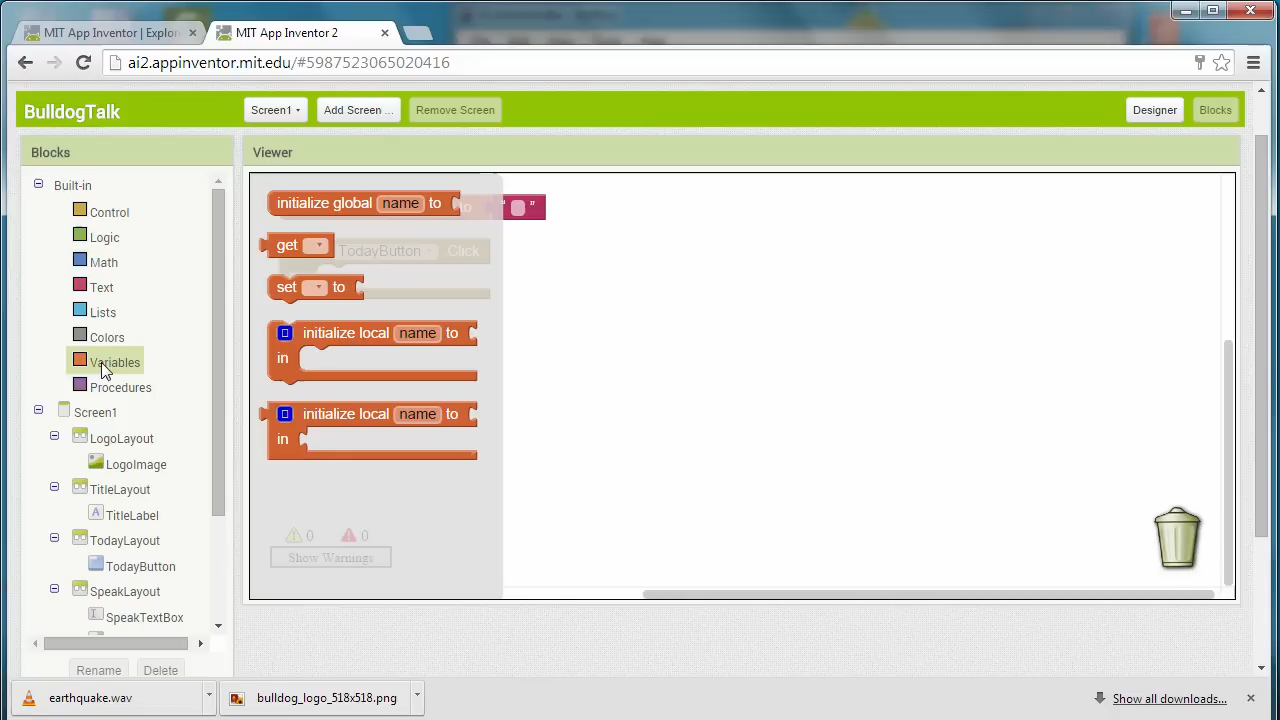 MIT App Inventor | Explor
MIT App Inventor 2
ai2.appinventor.mit.edu/#5987523065020416
BulldogTalk
Screen1
Add Screen ...
Remove Screen
Designer
Blocks
Blocks
Viewer
Built-in
Control
Logic
Math
Text
Lists
Colors
Variables
Procedures
Screen1
LogoLayout
LogoImage
TitleLayout
TitleLabel
TodayLayout
TodayButton
SpeakLayout
SpeakTextBox
Rename
Delete
initialize global name to
to " "
get
TodayButton Click
set to
initialize local name to
in
initialize local name to
in
0 0
Show Warnings
earthquake.wav
bulldog_logo_518x518.png
Show all downloads...